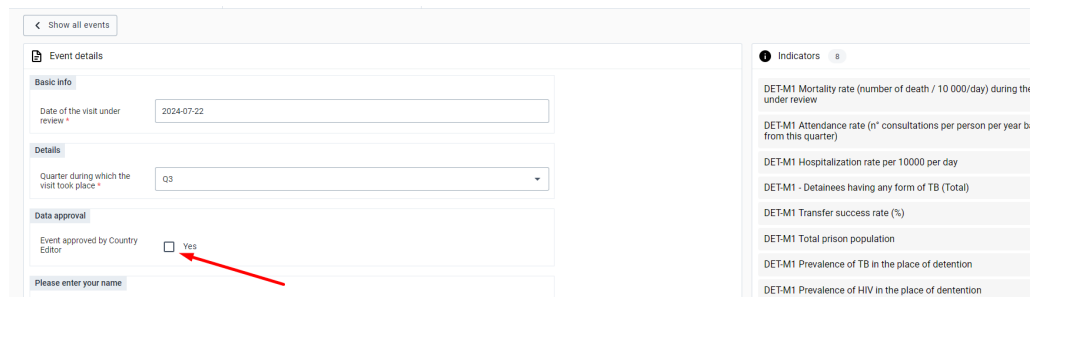 Show all events
Event details
Basic info
Date of the visit under
review *
2024-07-22
Details
Quarter during which the
visit took place *
Q3
Data approval
Event approved by Country
Editor
Yes
Please enter your name
Indicators 8
DET-M1 Mortality rate (number of death / 10 000/day) during the
under review
DET-M1 Attendance rate (n° consultations per person per year
from this quarter)
DET-M1 Hospitalization rate per 10000 per day
DET-M1 - Detainees having any form of TB (Total)
DET-M1 Transfer success rate (%)
DET-M1 Total prison population
DET-M1 Prevalence of TB in the place of detention
DET-M1 Prevalence of HIV in the place of dentention